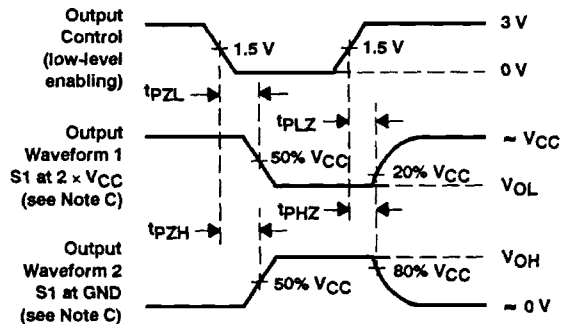 Output
Control
(low-level
enabling)
3 V
1.5 V
1.5 V
0 V
tPZL
tPLZ
Output
Waveform 1
S1 at 2 × VCC
(see Note C)
≈ VCC
50% VCC
20% VCC
VOL
tPZH
tPHZ
Output
Waveform 2
S1 at GND
(see Note C)
VOH
50% VCC
80% VCC
≈ 0 V